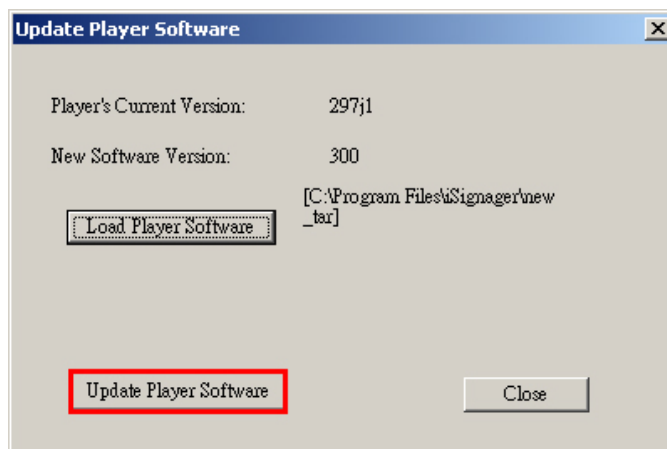 Update Player Software
Player's Current Version: 297j1
New Software Version: 300
[C:\Program Files\iSignager\new
_tar]
Load Player Software
Update Player Software Close